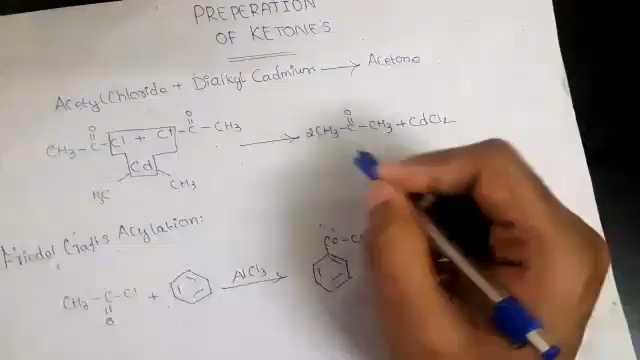 PREPERATION
OF KETONES
Acetyl Chloride + Dialkyl Cadmium → Acetone
O O
CH3 - C - Cl + Cl - C - CH3 → 2CH3 - C - CH3 + CdCl2
O
Cd
H3C CH3
Friedel Crafts Acylation:
CH3 - C - Cl + AlCl3 → CO - C
O